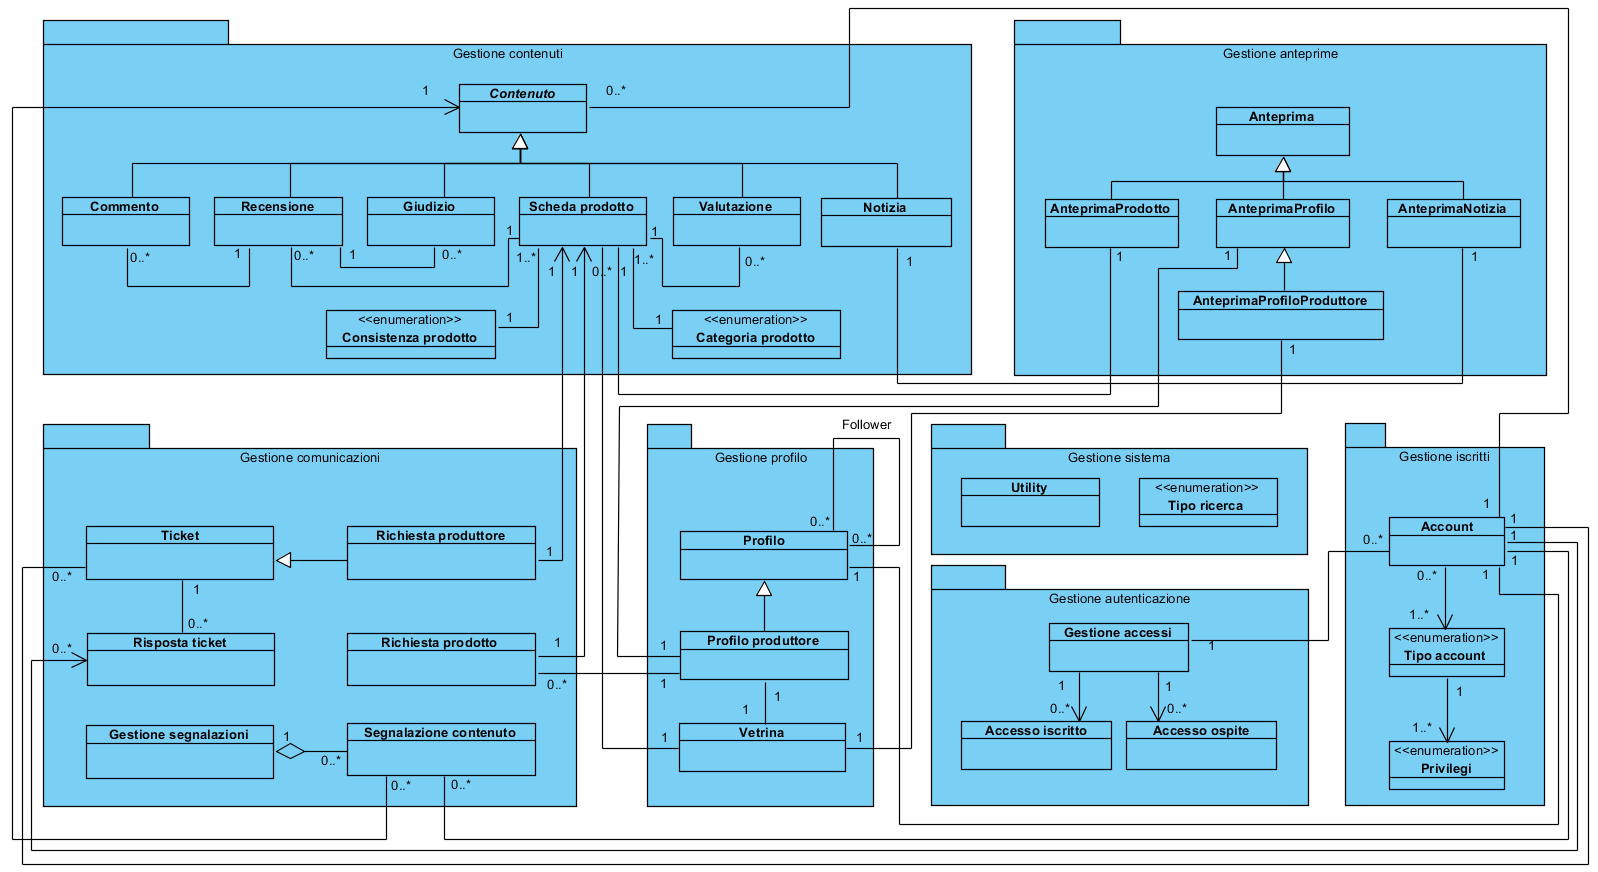 Gestione contenuti
Contenuto
1
0..*
Commento
Recensione
Giudizio
Scheda prodotto
Valutazione
Notizia
0..*
1
0..*
1
0..*
1
1..*
1
1
0..*
1
1..*
1
0..*
1
<<enumeration>>
Consistenza prodotto
1
1
<<enumeration>>
Categoria prodotto
Gestione anteprime
Anteprima
AnteprimaProdotto
AnteprimaProfilo
AnteprimaNotizia
1
1
1
AnteprimaProfiloProduttore
1
Gestione comunicazioni
Ticket
0..*
1
0..*
Richiesta produttore
1
Risposta ticket
0..*
Richiesta prodotto
1
0..*
Gestione segnalazioni
1
0..*
Segnalazione contenuto
0..*
0..*
Gestione profilo
Follower
0..*
Profilo
0..*
1
Profilo produttore
1
1
1
1
Vetrina
1
1
Gestione sistema
Utility
<<enumeration>>
Tipo ricerca
Gestione autenticazione
Gestione accessi
1
1
1
0..*
0..*
Accesso iscritto
Accesso ospite
Gestione iscritti
1
Account
1
1
1
0..*
0..*
1
1..*
<<enumeration>>
Tipo account
1
1..*
<<enumeration>>
Privilegi